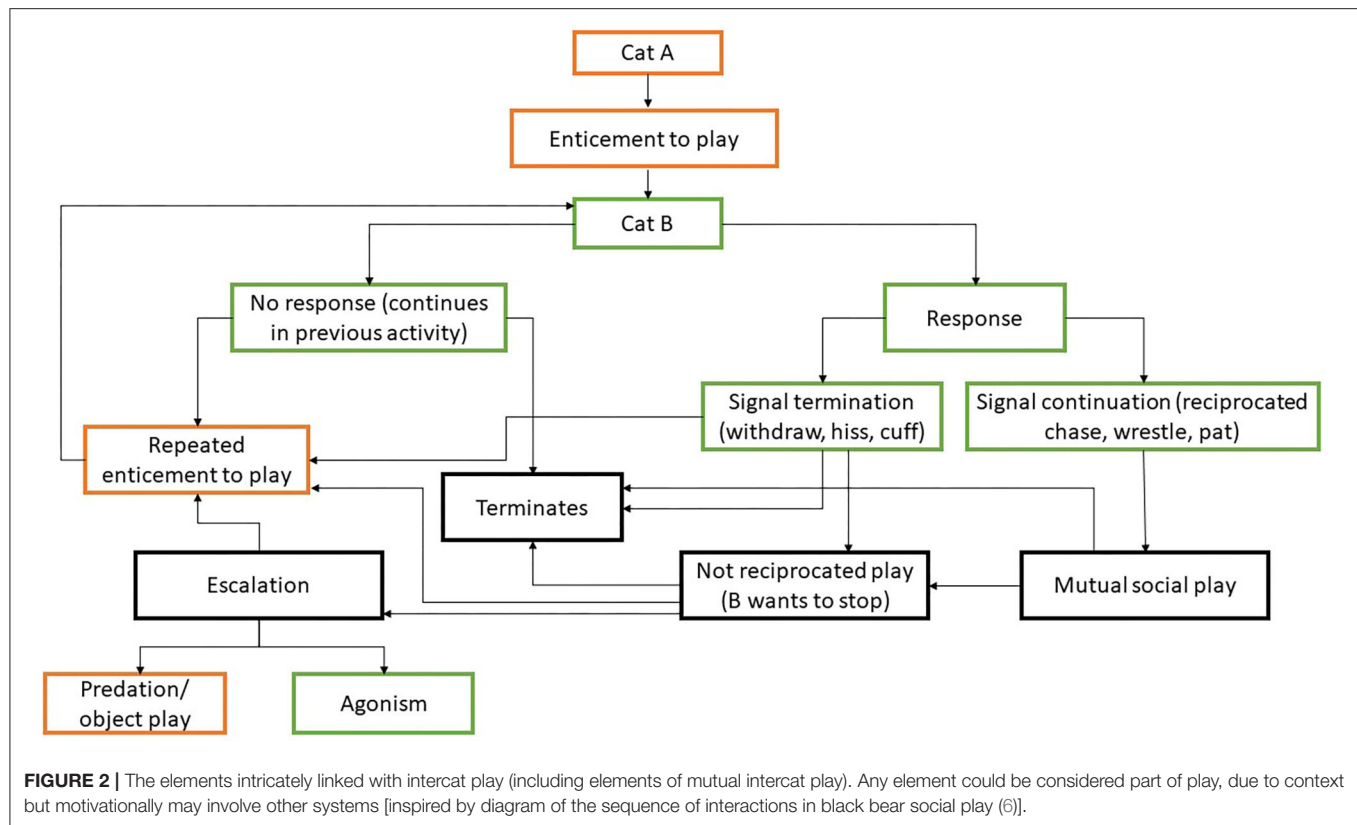 Cat A
Enticement to play
Cat B
No response (continues
in previous activity)
Response
Signal termination
(withdraw, hiss, cuff)
Signal continuation (reciprocated
chase, wrestle, pat)
Repeated
enticement to play
Terminates
Escalation
Not reciprocated play
(B wants to stop)
Mutual social play
Predation/
object play
Agonism
FIGURE 2 | The elements intricately linked with intercat play (including elements of mutual intercat play). Any element could be considered part of play, due to context
but motivationally may involve other systems [inspired by diagram of the sequence of interactions in black bear social play (6)].